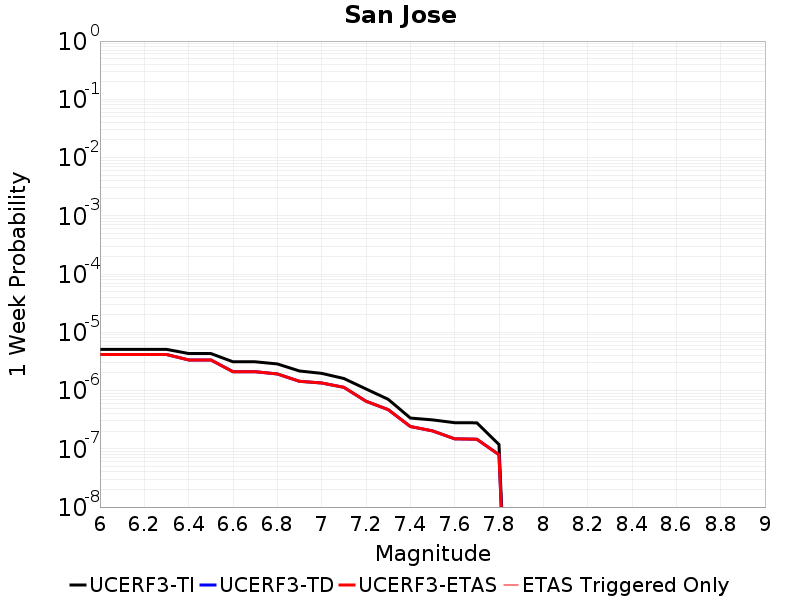 San Jose
1 Week Probability
10^0
10^-1
10^-2
10^-3
10^-4
10^-5
10^-6
10^-7
10^-8
6 6.2 6.4 6.6 6.8 7 7.2 7.4 7.6 7.8 8 8.2 8.4 8.6 8.8 9
Magnitude
UCERF3-TI UCERF3-TD UCERF3-ETAS ETAS Triggered Only